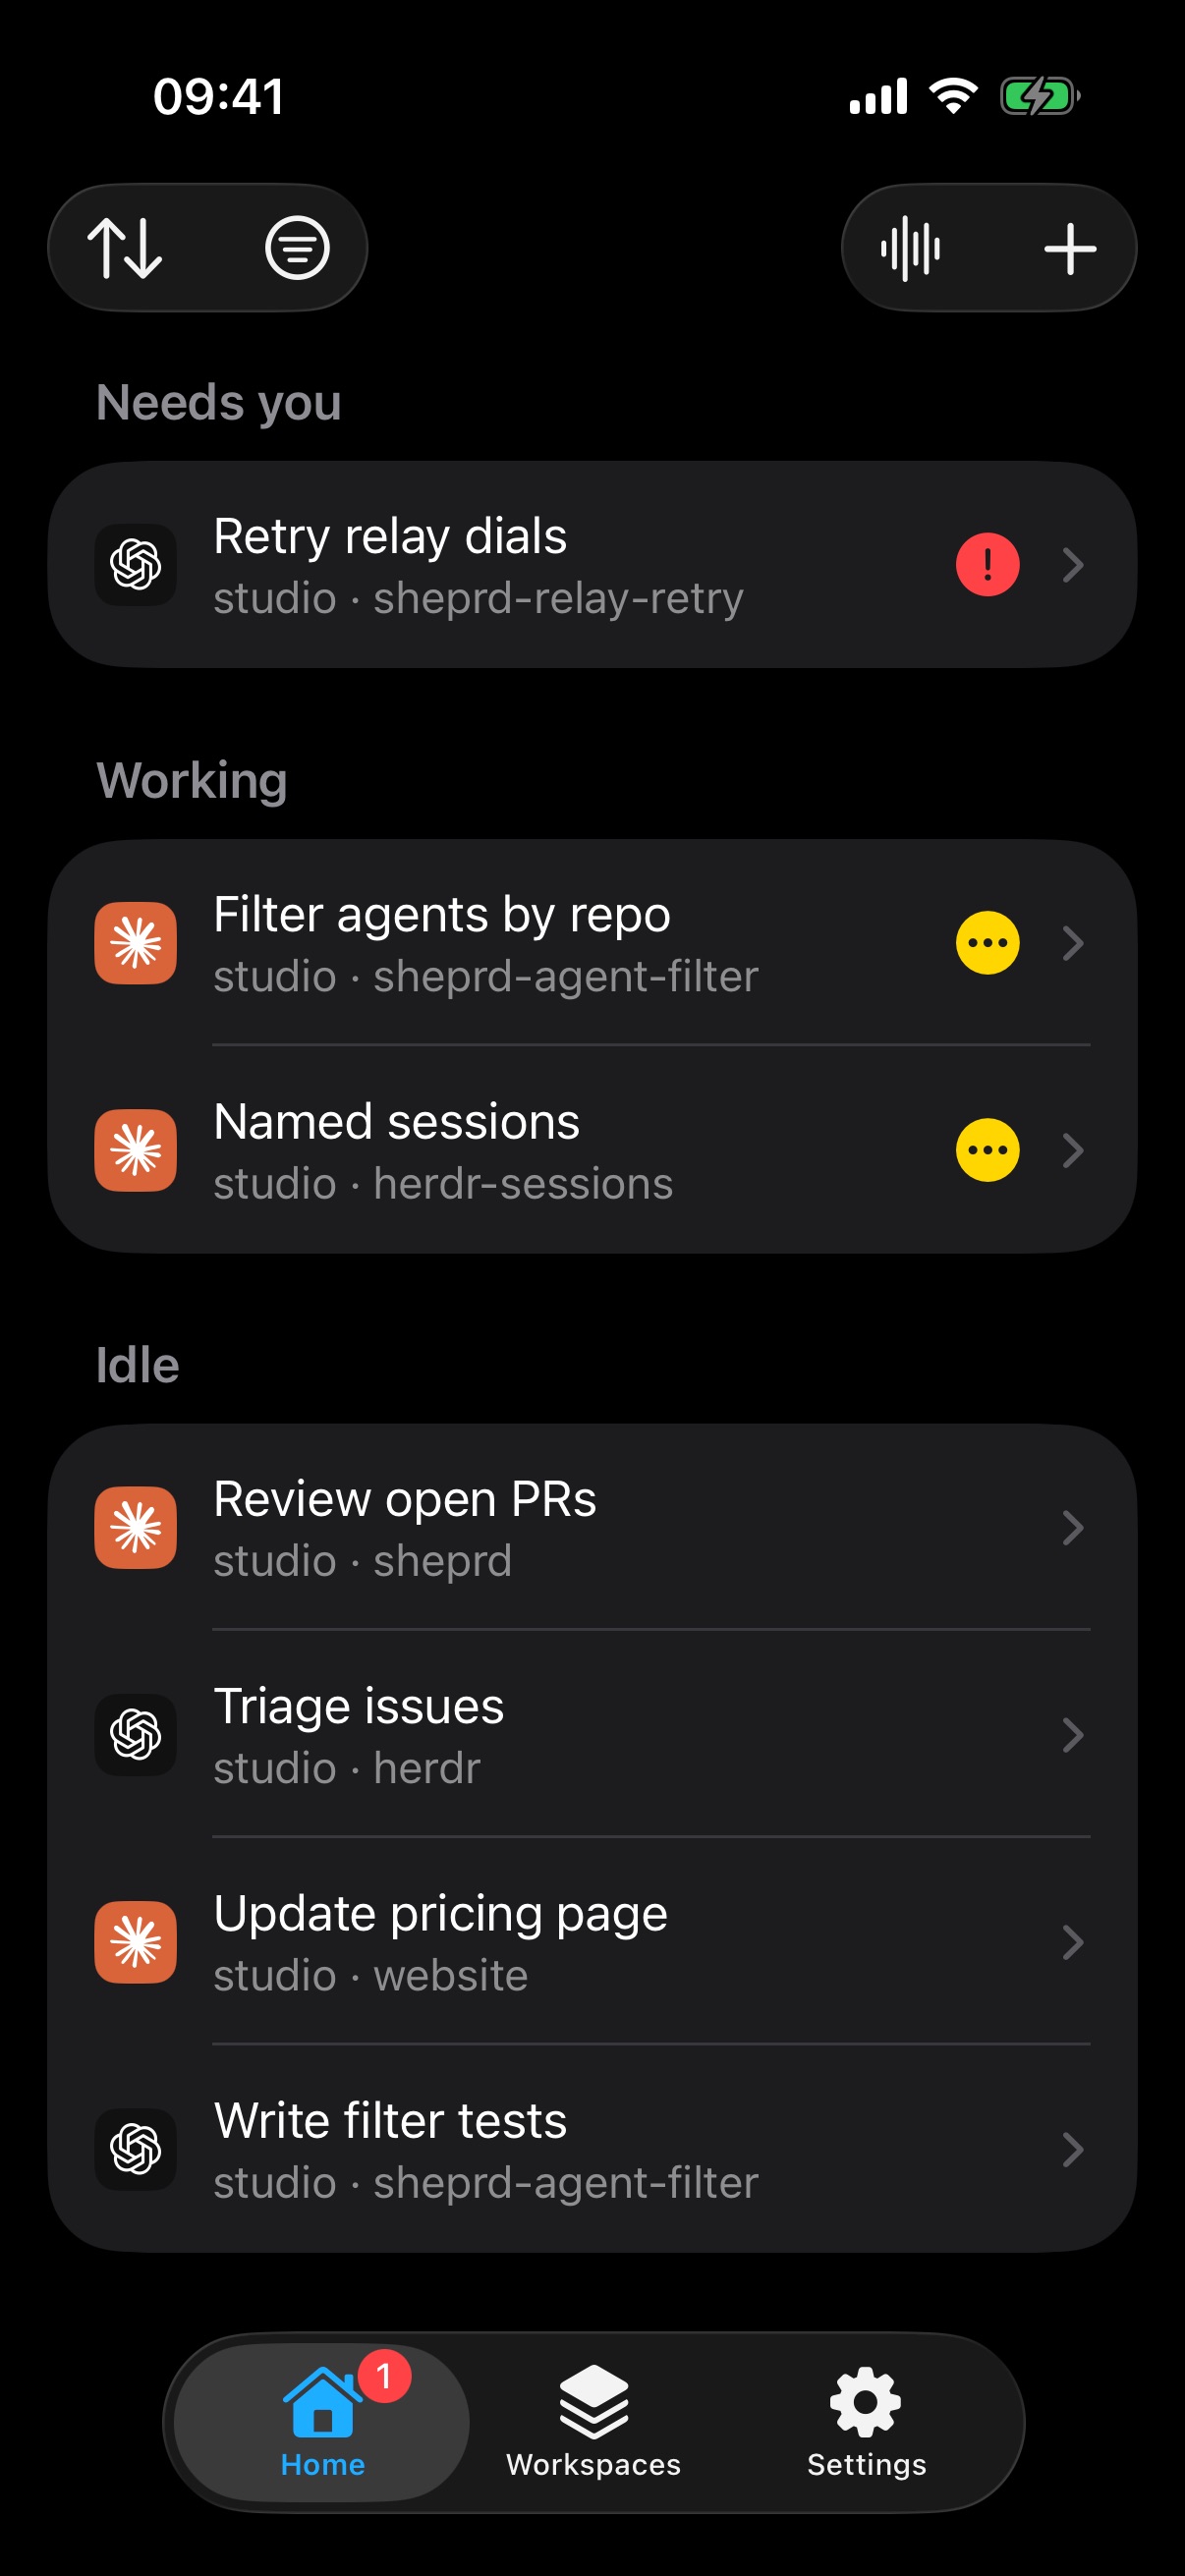 09:41
Needs you
Retry relay dials
studio · sheprd-relay-retry
Working
Filter agents by repo
studio · sheprd-agent-filter
Named sessions
studio · herdr-sessions
Idle
Review open PRs
studio · sheprd
Triage issues
studio · herdr
Update pricing page
studio · website
Write filter tests
studio · sheprd-agent-filter
1
Home
Workspaces
Settings